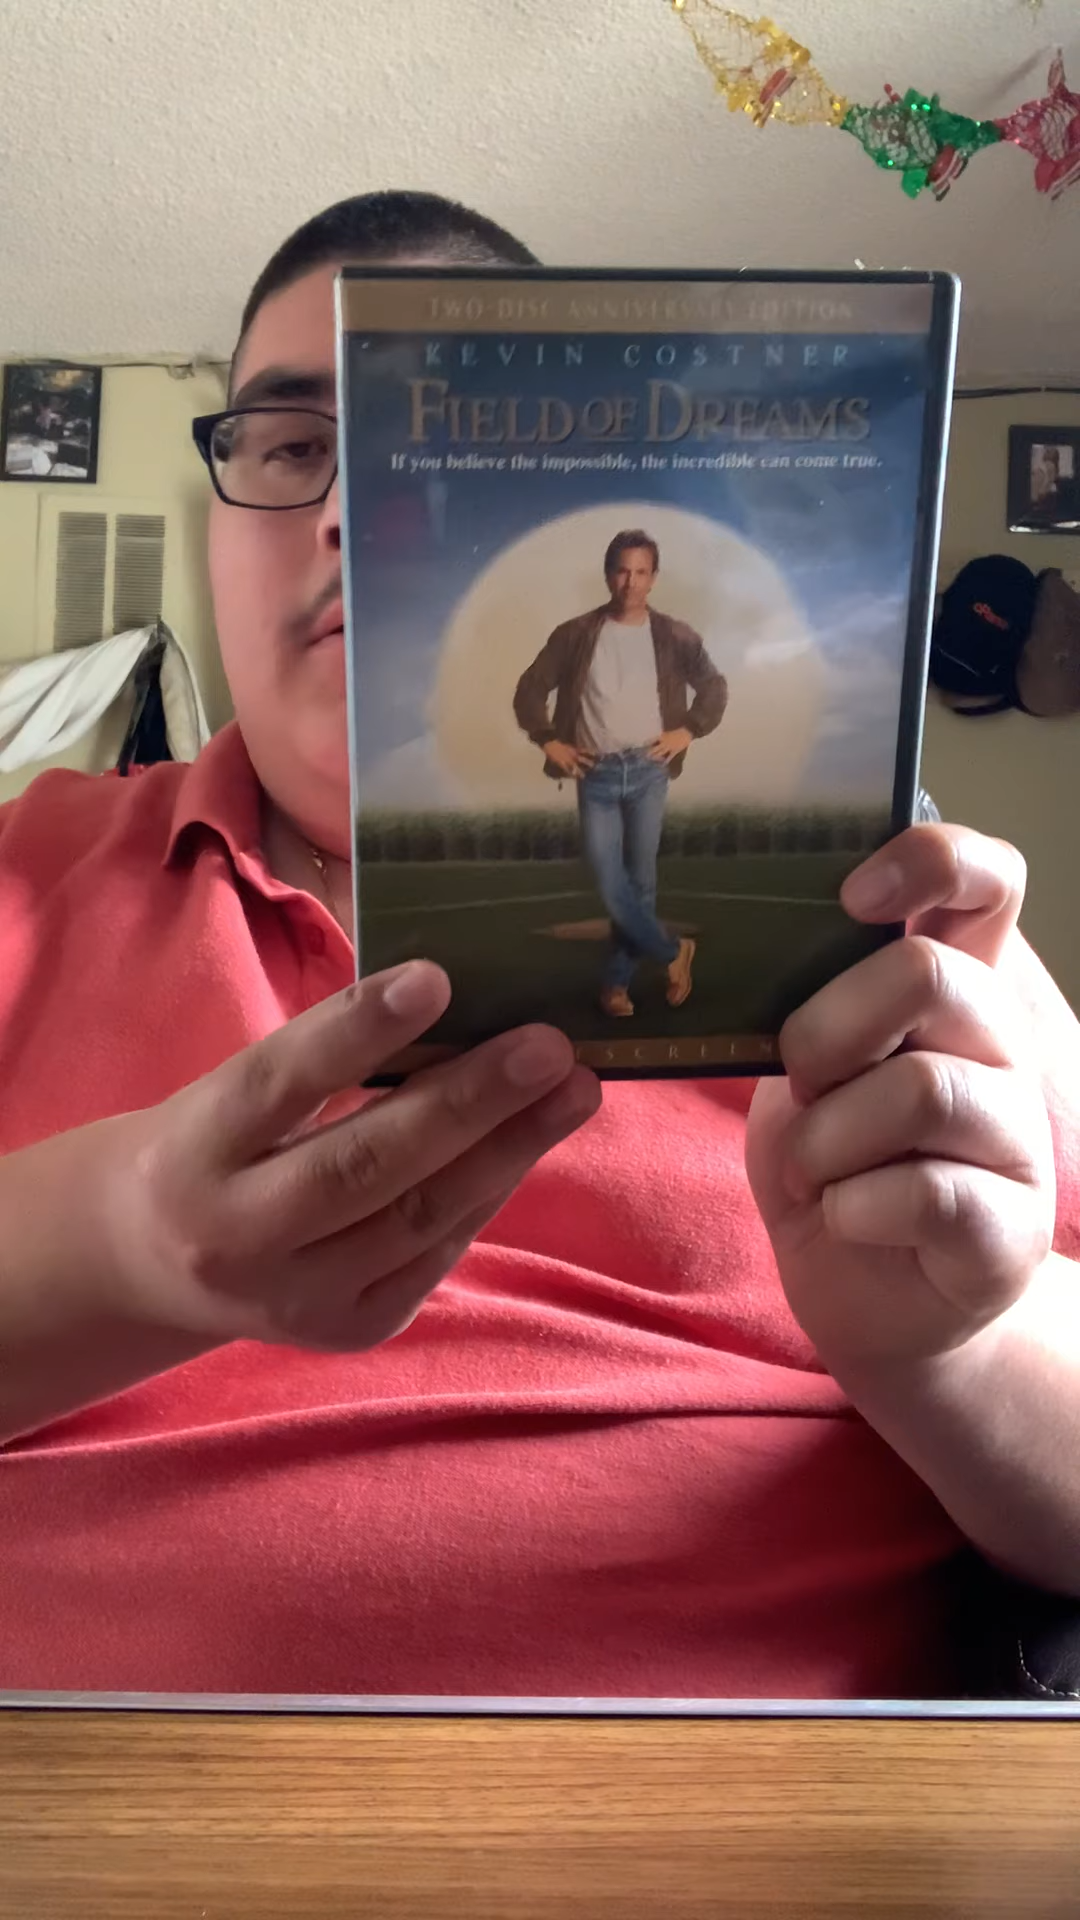 TWO-DISC ANNIVERSARY EDITION
KEVIN COSTNER
FIELD OF DREAMS
If you believe the impossible, the incredible can come true.